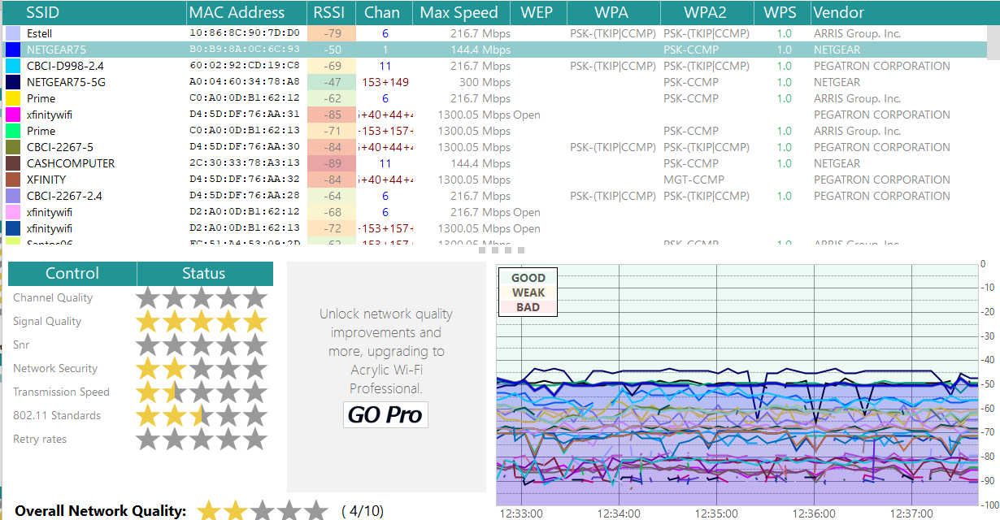 SSID MAC Address RSSI Chan Max Speed WEP WPA WPA2 WPS Vendor
Estell 10:86:8C:90:7D:D0 -79 6 216.7 Mbps PSK-(TKIP|CCMP) PSK-(TKIP|CCMP) 1.0 ARRIS Group. Inc.
NETGEAR75 B0:B9:8A:0C:6C:93 -50 1 144.4 Mbps PSK-CCMP 1.0 NETGEAR
CBCI-D998-2.4 60:02:92:CD:19:C8 -69 11 216.7 Mbps PSK-(TKIP|CCMP) PSK-(TKIP|CCMP) 1.0 PEGATRON CORPORATION
NETGEAR75-5G A0:04:60:34:78:A8 -47 153+149 300 Mbps PSK-CCMP 1.0 NETGEAR
Prime C0:A0:0D:B1:62:12 -62 6 216.7 Mbps PSK-CCMP 1.0 ARRIS Group. Inc.
xfinitywifi D4:5D:DF:76:AA:31 -85 +40+44+4 1300.05 Mbps Open PEGATRON CORPORATION
Prime C0:A0:0D:B1:62:13 -71 -153+157+ 1300.05 Mbps PSK-CCMP 1.0 ARRIS Group. Inc.
CBCI-2267-5 D4:5D:DF:76:AA:30 -84 +40+44+4 1300.05 Mbps PSK-(TKIP|CCMP) PSK-(TKIP|CCMP) 1.0 PEGATRON CORPORATION
CASHCOMPUTER 2C:30:33:78:A3:13 -89 11 144.4 Mbps PSK-CCMP 1.0 NETGEAR
XFINITY D4:5D:DF:76:AA:32 -84 +40+44+4 1300.05 Mbps MGT-CCMP PEGATRON CORPORATION
CBCI-2267-2.4 D4:5D:DF:76:AA:28 -64 6 216.7 Mbps PSK-(TKIP|CCMP) PSK-(TKIP|CCMP) 1.0 PEGATRON CORPORATION
xfinitywifi D2:A0:0D:B1:62:12 -68 6 216.7 Mbps Open
xfinitywifi D2:A0:0D:B1:62:13 -72 -153+157+ 1300.05 Mbps Open
Santos06 -62 1300.05 Mbps PSK-CCMP 1.0 ARRIS Group. Inc.
Control Status
Channel Quality
Signal Quality
Snr
Network Security
Transmission Speed
802.11 Standards
Retry rates
Overall Network Quality: ( 4/10)
Unlock network quality
improvements and
more, upgrading to
Acrylic Wi-Fi
Professional.
GO Pro
GOOD
WEAK
BAD
0
-10
-20
-30
-40
-50
-60
-70
-80
-90
-100
12:33:00 12:34:00 12:35:00 12:36:00 12:37:00